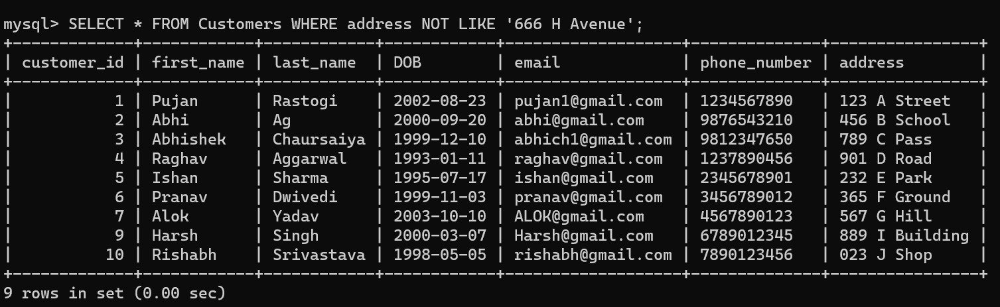 mysql> SELECT * FROM Customers WHERE address NOT LIKE '666 H Avenue';
+-------------+------------+------------+------------+-------------------+--------------+----------------+
| customer_id | first_name | last_name  | DOB        | email             | phone_number | address        |
+-------------+------------+------------+------------+-------------------+--------------+----------------+
|           1 | Pujan      | Rastogi    | 2002-08-23 | pujan1@gmail.com  | 1234567890   | 123 A Street   |
|           2 | Abhi       | Ag         | 2000-09-20 | abhi@gmail.com    | 9876543210   | 456 B School   |
|           3 | Abhishek   | Chaursaiya | 1999-12-10 | abhich1@gmail.com | 9812347650   | 789 C Pass     |
|           4 | Raghav     | Aggarwal   | 1993-01-11 | raghav@gmail.com  | 1237890456   | 901 D Road     |
|           5 | Ishan      | Sharma     | 1995-07-17 | ishan@gmail.com   | 2345678901   | 232 E Park     |
|           6 | Pranav     | Dwivedi    | 1999-11-03 | pranav@gmail.com  | 3456789012   | 365 F Ground   |
|           7 | Alok       | Yadav      | 2003-10-10 | ALOK@gmail.com    | 4567890123   | 567 G Hill     |
|           9 | Harsh      | Singh      | 2000-03-07 | Harsh@gmail.com   | 6789012345   | 889 I Building |
|          10 | Rishabh    | Srivastava | 1998-05-05 | rishabh@gmail.com | 7890123456   | 023 J Shop     |
+-------------+------------+------------+------------+-------------------+--------------+----------------+
9 rows in set (0.00 sec)